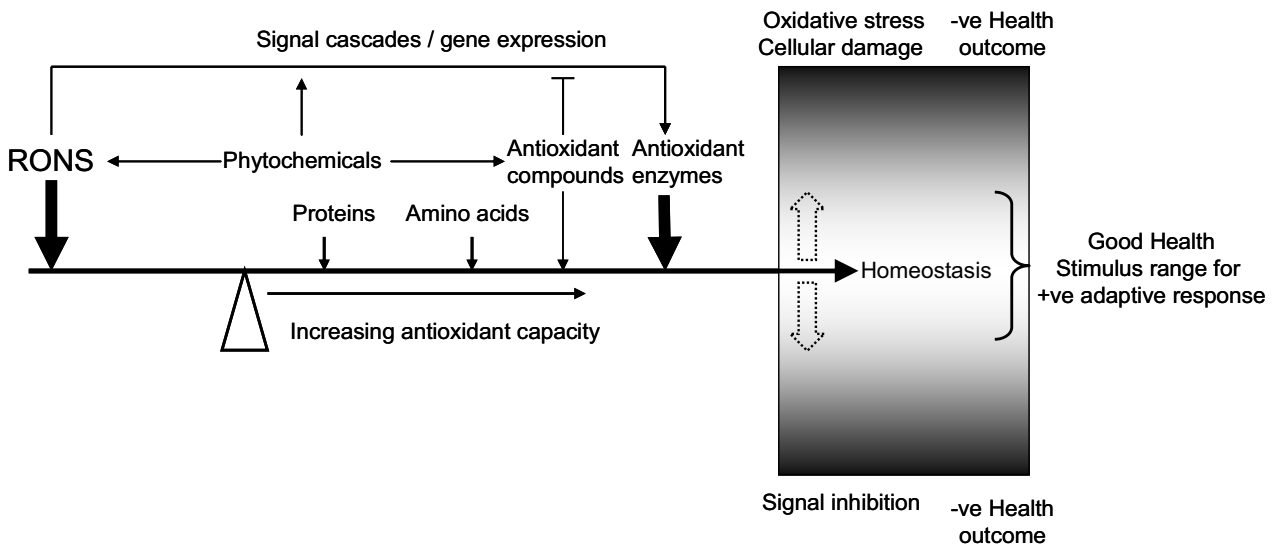 Oxidative stress
Cellular damage
-ve Health
outcome
Signal cascades / gene expression
RONS
Phytochemicals
Antioxidant
compounds
Antioxidant
enzymes
Proteins
Amino acids
Homeostasis
Good Health
Stimulus range for
+ve adaptive response
Increasing antioxidant capacity
Signal inhibition
-ve Health
outcome